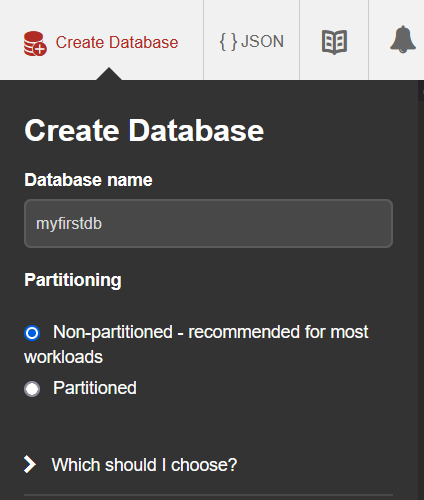 Create Database
{ } JSON
Create Database
Database name
myfirstdb
Partitioning
Non-partitioned - recommended for most
workloads
Partitioned
Which should I choose?